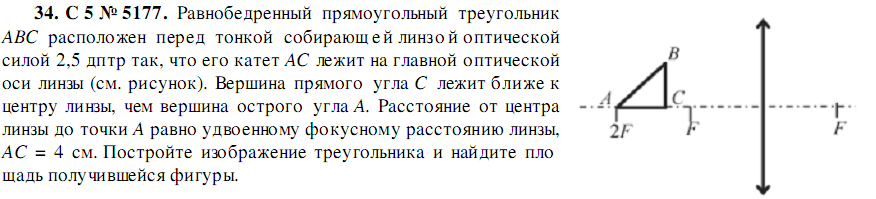 34. С 5 № 5177. Равнобедренный прямоугольный треугольник
ABC расположен перед тонкой собирающ ей линзо й оптической
силой 2,5 дптр так, что его катет AC лежит на главной оптической
оси линзы (см. рисунок). Вершина прямого угла C лежит ближе к
центру линзы, чем вершина острого угла A. Расстояние от центра
линзы до точки A равно удвоенному фокусному расстоянию линзы,
AC = 4 см. Постройте изображение треугольника и найдите пло
щадь получившейся фигуры.
B
A
C
2F
F
F